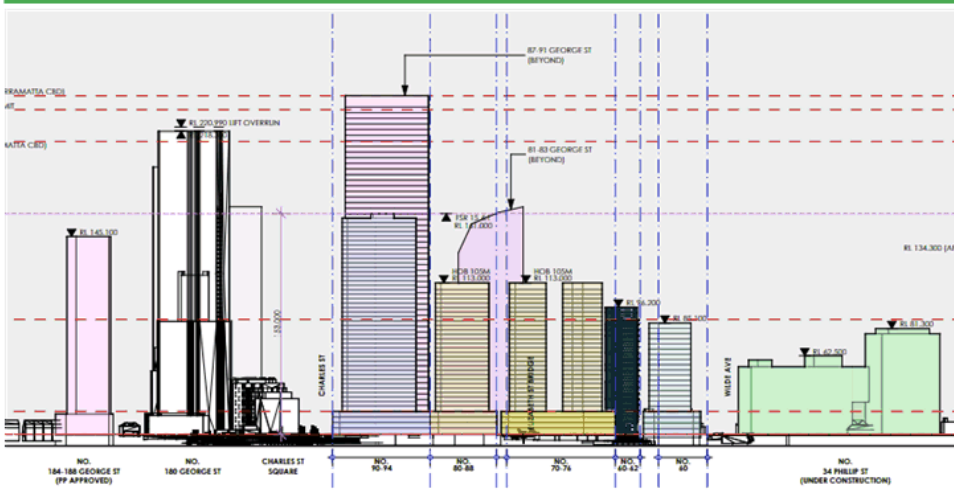 87-91 GEORGE ST
(BEYOND)
RRAMATTA CBD)
MIT
RL 220.990 LIFT OVERRUN
MATTA CBD)
81-83 GEORGE ST
(BEYOND)
RL 145.100
HOB 105M
RL 113.000
HOB 105M
RL 113.000
RL 96.200
RL 134.300 (AE
RL 81.300
RL 62.500
CHARLES ST
ELIZABETH ST BRIDGE
WILDE AVE
NO.
184-188 GEORGE ST
(PP APPROVED)
NO.
180 GEORGE ST
CHARLES ST
SQUARE
NO.
90-94
NO.
80-88
NO.
70-76
NO.
60-62
NO.
60
NO.
34 PHILLIP ST
(UNDER CONSTRUCTION)